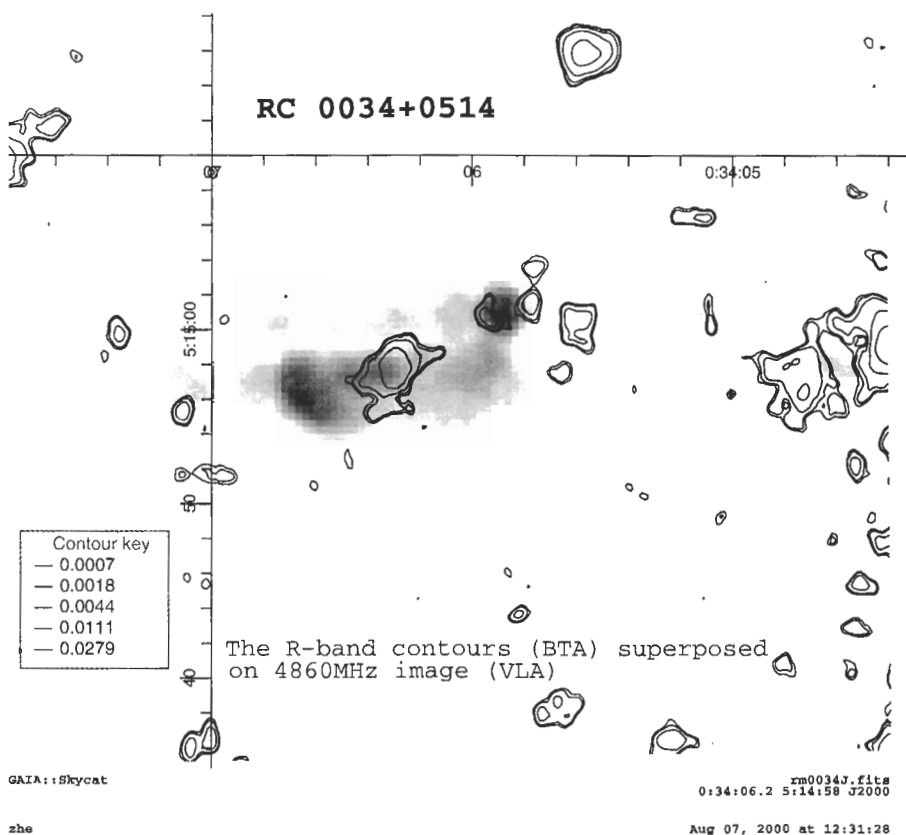 RC 0034+0514
07
06
0:34:05
5:15:00
50
40
Contour key
— 0.0007
— 0.0018
— 0.0044
— 0.0111
— 0.0279
The R-band contours (BTA) superposed
on 4860MHz image (VLA)
GAIA::Skycat
rm0034J.fits
0:34:06.2 5:14:58 J2000
zhe
Aug 07, 2000 at 12:31:28